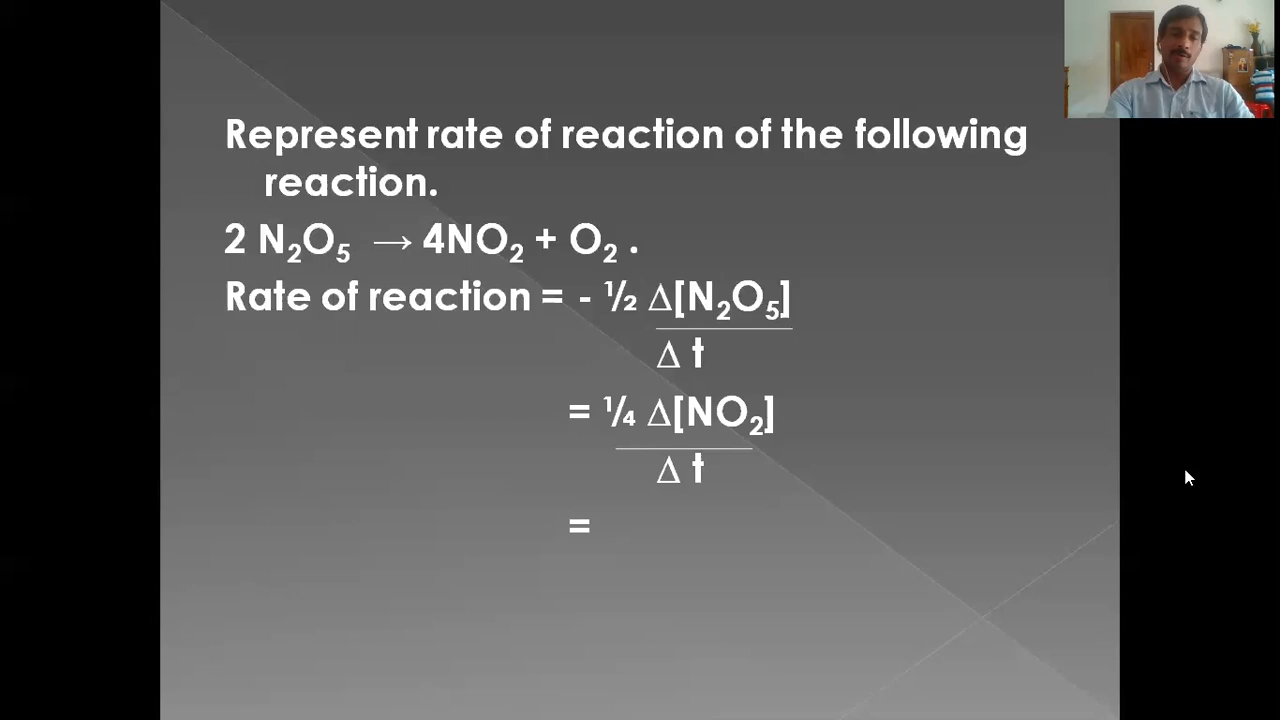 Represent rate of reaction of the following
reaction.
2 N₂O₅ → 4NO₂ + O₂ .
Rate of reaction = - ½ Δ[N₂O₅]
Δ t
= ¼ Δ[NO₂]
Δ t
=